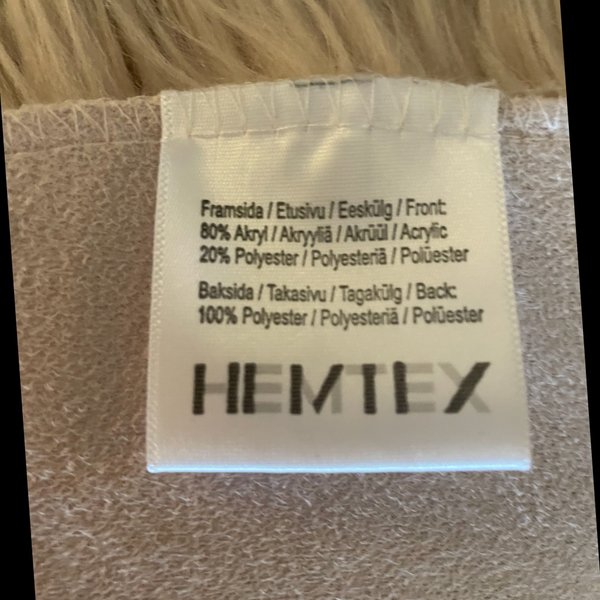 Framsida / Etusivu / Eeskülg / Front:
80% Akryl / Akryyliä / Akrüül / Acrylic
20% Polyester / Polyesteriä / Polüester
Baksida / Takasivu / Tagakülg / Back:
100% Polyester / Polyesteriä / Polüester
HEMTEX